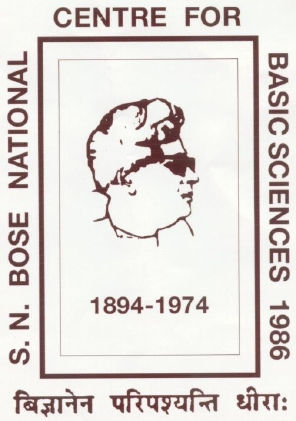 S. N. BOSE NATIONAL
CENTRE FOR
BASIC SCIENCES 1986
1894-1974
बिज्ञानेन परिपश्यन्ति धीराः